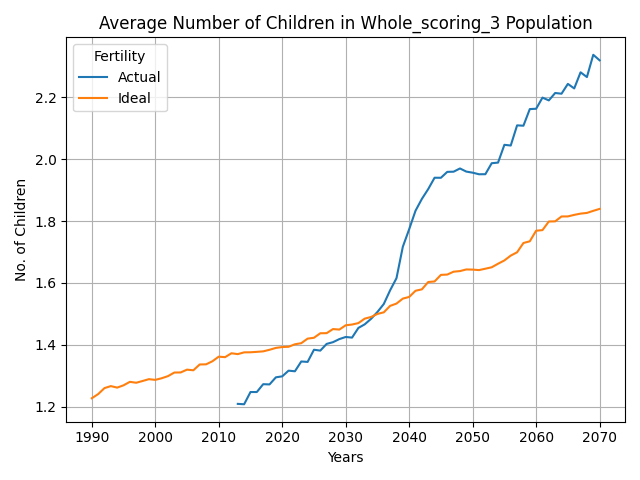 Average Number of Children in Whole_scoring_3 Population
Fertility
Actual
Ideal
No. of Children
2.2
2.0
1.8
1.6
1.4
1.2
1990 2000 2010 2020 2030 2040 2050 2060 2070
Years